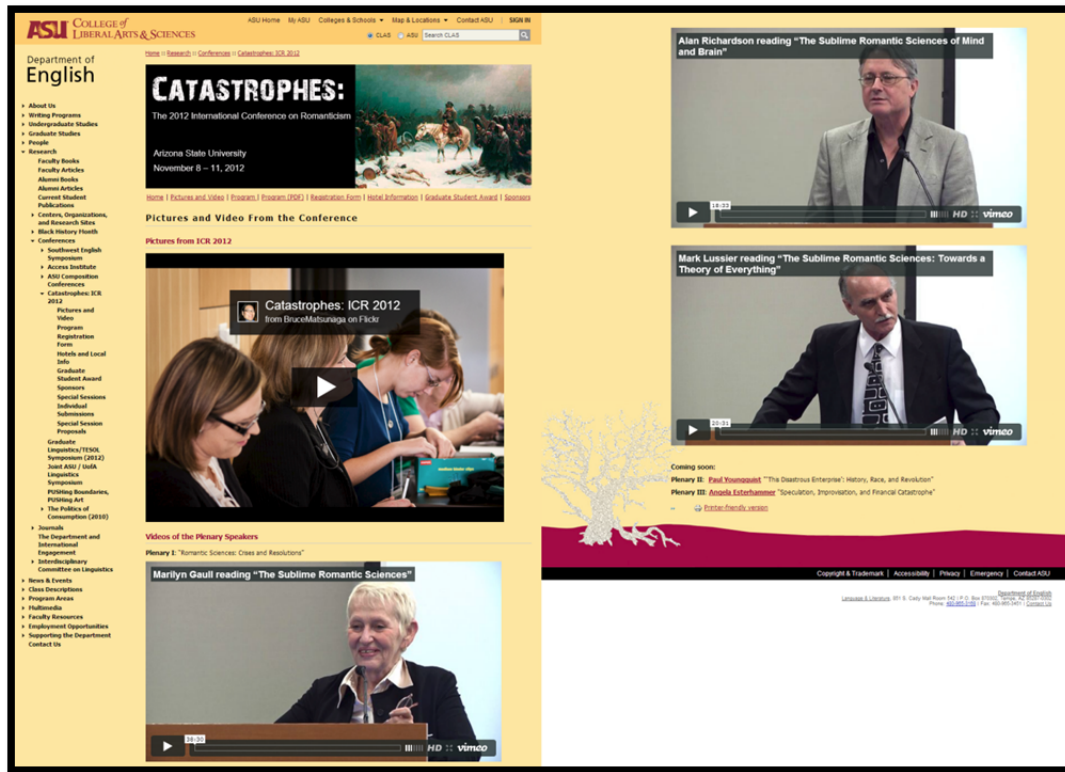 ASU COLLEGE of
LIBERAL ARTS & SCIENCES
ASU Home My ASU Colleges & Schools Map & Locations Contact ASU | SIGN IN
CLAS ASU Search CLAS
Department of
English
About Us
Writing Programs
Undergraduate Studies
Graduate Studies
People
Research
Faculty Books
Faculty Articles
Alumni Books
Alumni Articles
Current Student
Publications
Centers, Organizations,
and Research Sites
Black History Month
Conferences
Southwest English
Symposium
Access Institute
ASU Composition
Conferences
Catastrophes: ICR
2012
Pictures and
Video
Program
Registration
Form
Hotels and Local
Info
Graduate
Student Award
Sponsors
Special Sessions
Individual
Submissions
Special Session
Proposals
Graduate
Linguistics/TESOL
Symposium (2012)
Joint ASU / UofA
Linguistics
Symposium
PUSHing Boundaries,
PUSHing Art
The Politics of
Consumption (2010)
Journals
The Department and
International
Engagement
Interdisciplinary
Committee on Linguistics
News & Events
Class Descriptions
Program Areas
Multimedia
Faculty Resources
Employment Opportunities
Supporting the Department
Contact Us
Home :: Research :: Conferences :: Catastrophes: ICR 2012
CATASTROPHES:
The 2012 International Conference on Romanticism
Arizona State University
November 8 – 11, 2012
Home | Pictures and Video | Program | Program (PDF) | Registration Form | Hotel Information | Graduate Student Award | Sponsors
Pictures and Video From the Conference
Pictures from ICR 2012
Catastrophes: ICR 2012
from BruceMatsunaga on Flickr
Videos of the Plenary Speakers
Plenary I: "Romantic Sciences: Crises and Resolutions"
Marilyn Gaull reading “The Sublime Romantic Sciences”
36:30
HD vimeo
Alan Richardson reading “The Sublime Romantic Sciences of Mind
and Brain”
18:33
HD vimeo
Mark Lussier reading “The Sublime Romantic Sciences: Towards a
Theory of Everything”
20:31
HD vimeo
Coming soon:
Plenary II: Paul Youngquist "'This Disastrous Enterprise': History, Race, and Revolution"
Plenary III: Angela Esterhammer "Speculation, Improvisation, and Financial Catastrophe"
Printer-friendly version
Copyright & Trademark | Accessibility | Privacy | Emergency | Contact ASU
Department of English